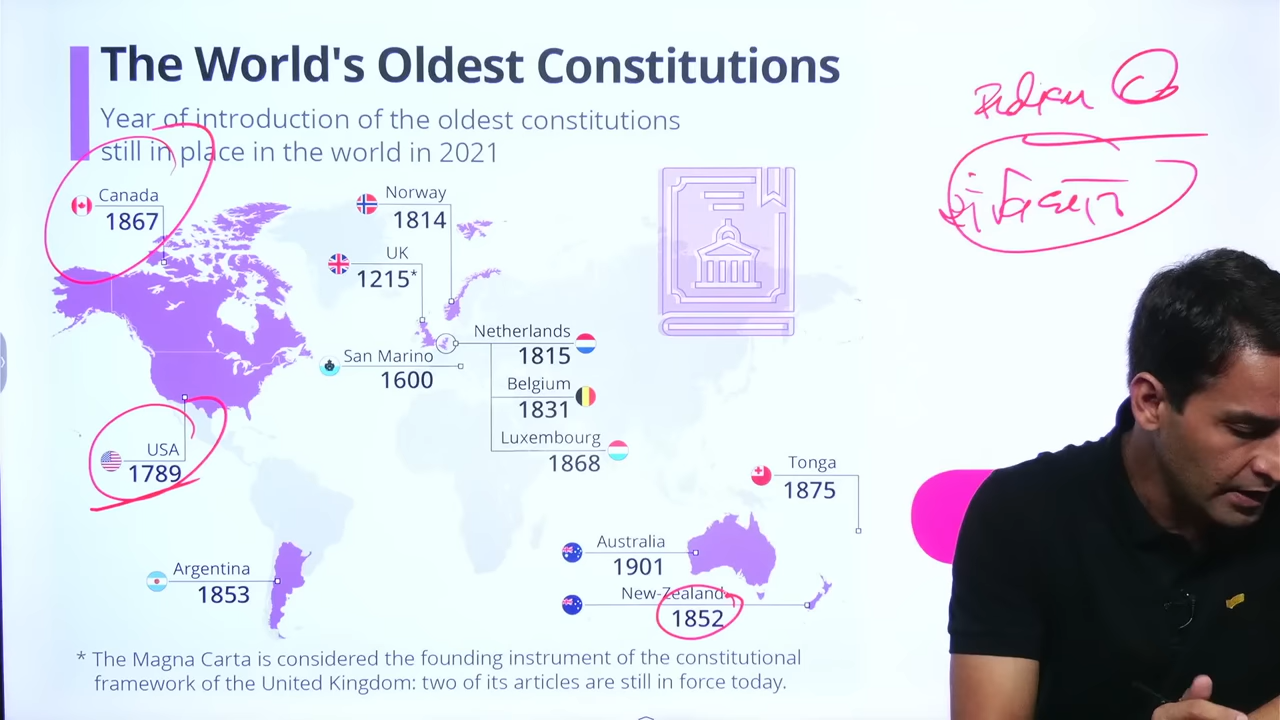 The World's Oldest Constitutions
Year of introduction of the oldest constitutions
still in place in the world in 2021
Canada
1867
Norway
1814
UK
1215*
Netherlands
1815
San Marino
1600
Belgium
1831
Luxembourg
1868
USA
1789
Tonga
1875
Argentina
1853
Australia
1901
New-Zealand
1852
* The Magna Carta is considered the founding instrument of the constitutional
framework of the United Kingdom: two of its articles are still in force today.
Indian
संविधान